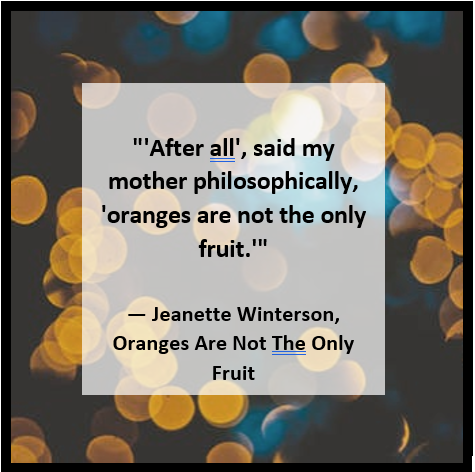 "'After all', said my
mother philosophically,
'oranges are not the only
fruit.'"
— Jeanette Winterson,
Oranges Are Not The Only
Fruit